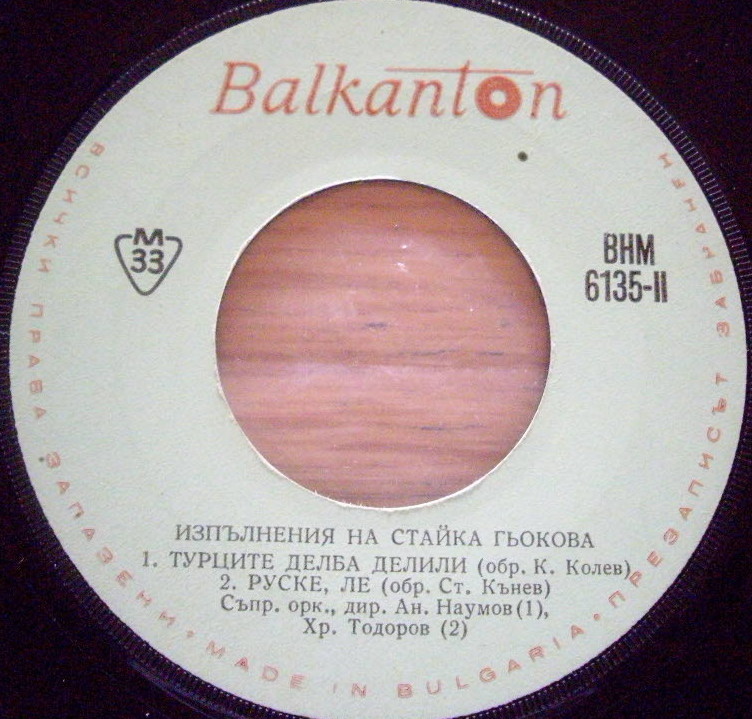 Balkanton
М
33
ВНМ
6135-II
ИЗПЪЛНЕНИЯ НА СТАЙКА ГЬОКОВА
1. ТУРЦИТЕ ДЕЛБА ДЕЛИЛИ (обр. К. Колев)
2. РУСКЕ, ЛЕ (обр. Ст. Кънев)
Съпр. орк., дир. Ан. Наумов(1),
Хр. Тодоров (2)
ВСИЧКИ ПРАВА ЗАПАЗЕНИ • MADE IN BULGARIA • ПРЕЗАПИСЪТ ЗАБРАНЕН